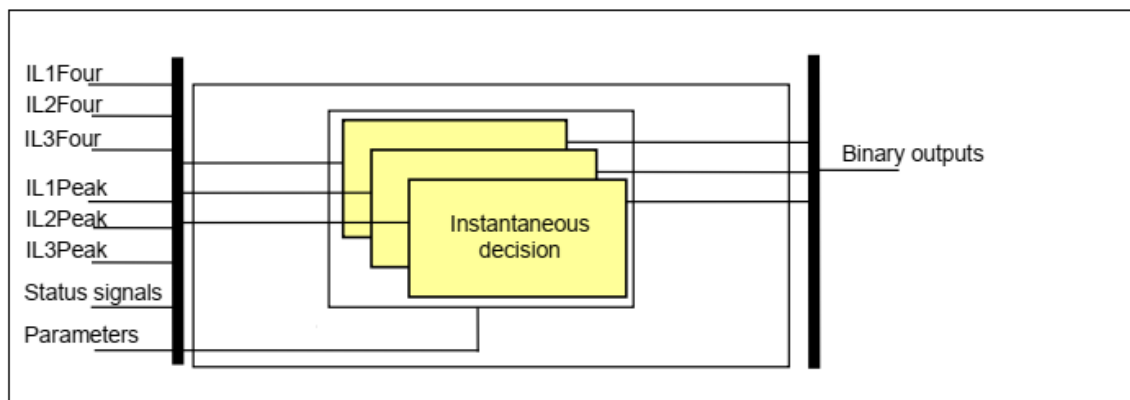 IL1Four
IL2Four
IL3Four
IL1Peak
IL2Peak
IL3Peak
Status signals
Parameters
Instantaneous
decision
Binary outputs